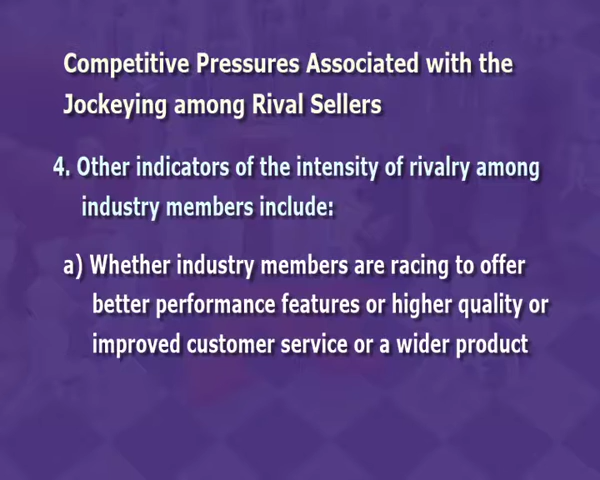 Competitive Pressures Associated with the
Jockeying among Rival Sellers
4. Other indicators of the intensity of rivalry among
industry members include:
a) Whether industry members are racing to offer
better performance features or higher quality or
improved customer service or a wider product